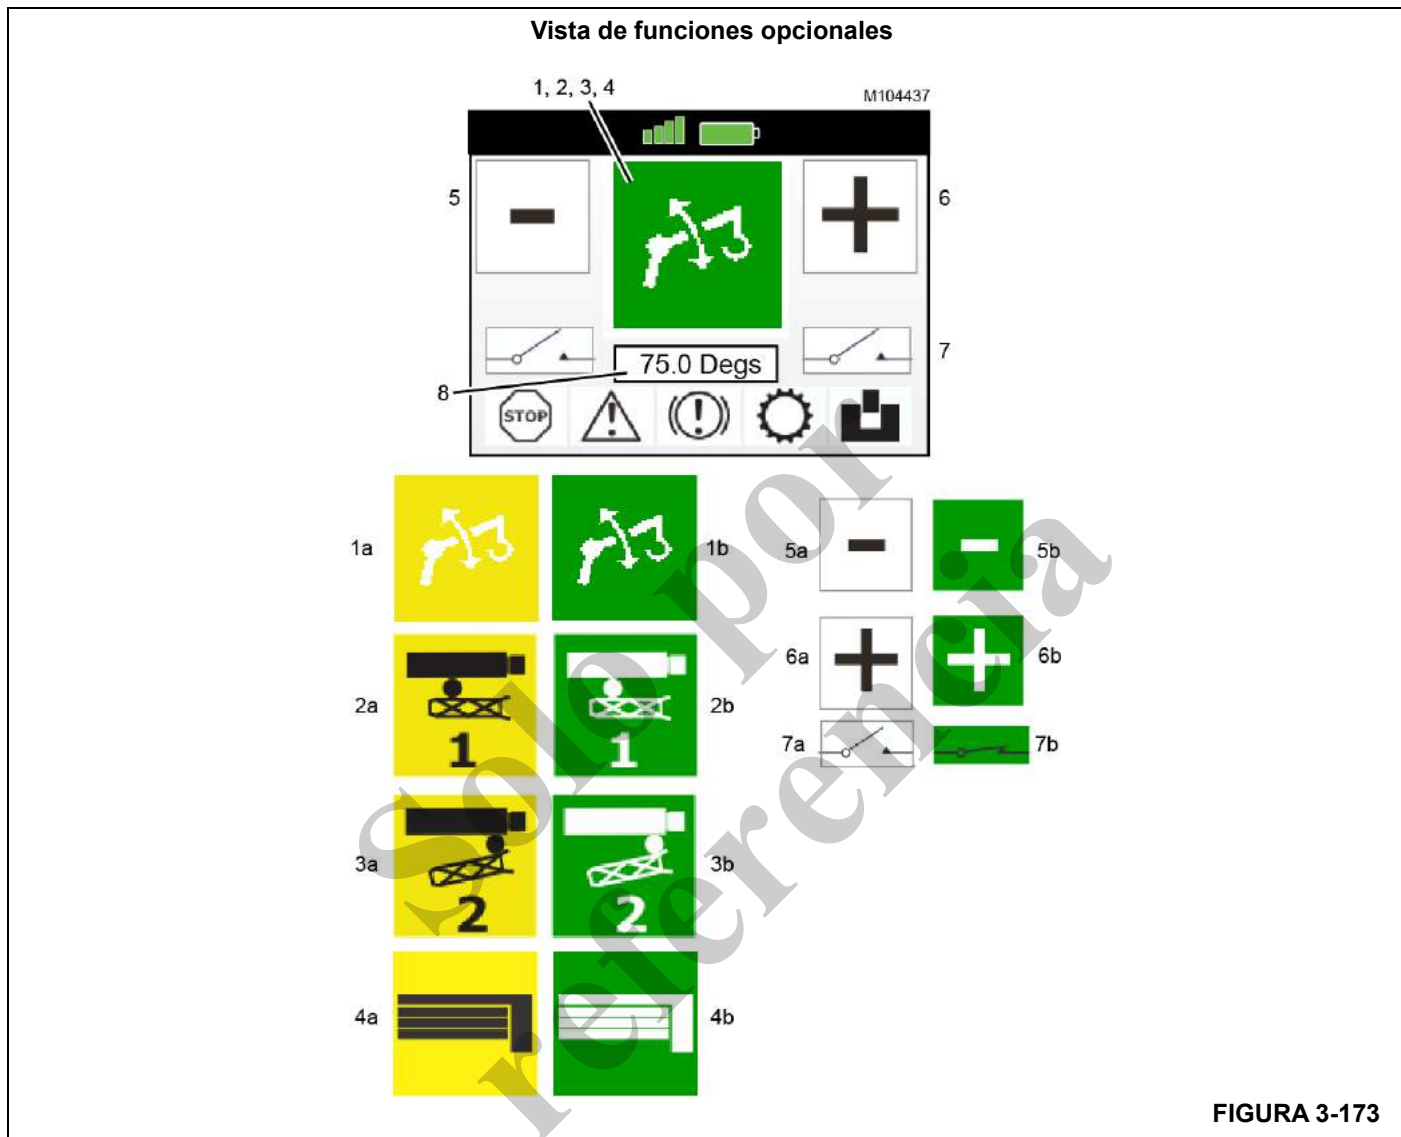 Vista de funciones opcionales
1, 2, 3, 4
M104437
5
6
7
75.0 Degs
8
STOP
1a
1b
5a
5b
2a
1
1
2b
6a
6b
7a
7b
3a
2
2
3b
4a
4b
Solo por
referencia
FIGURA 3-173